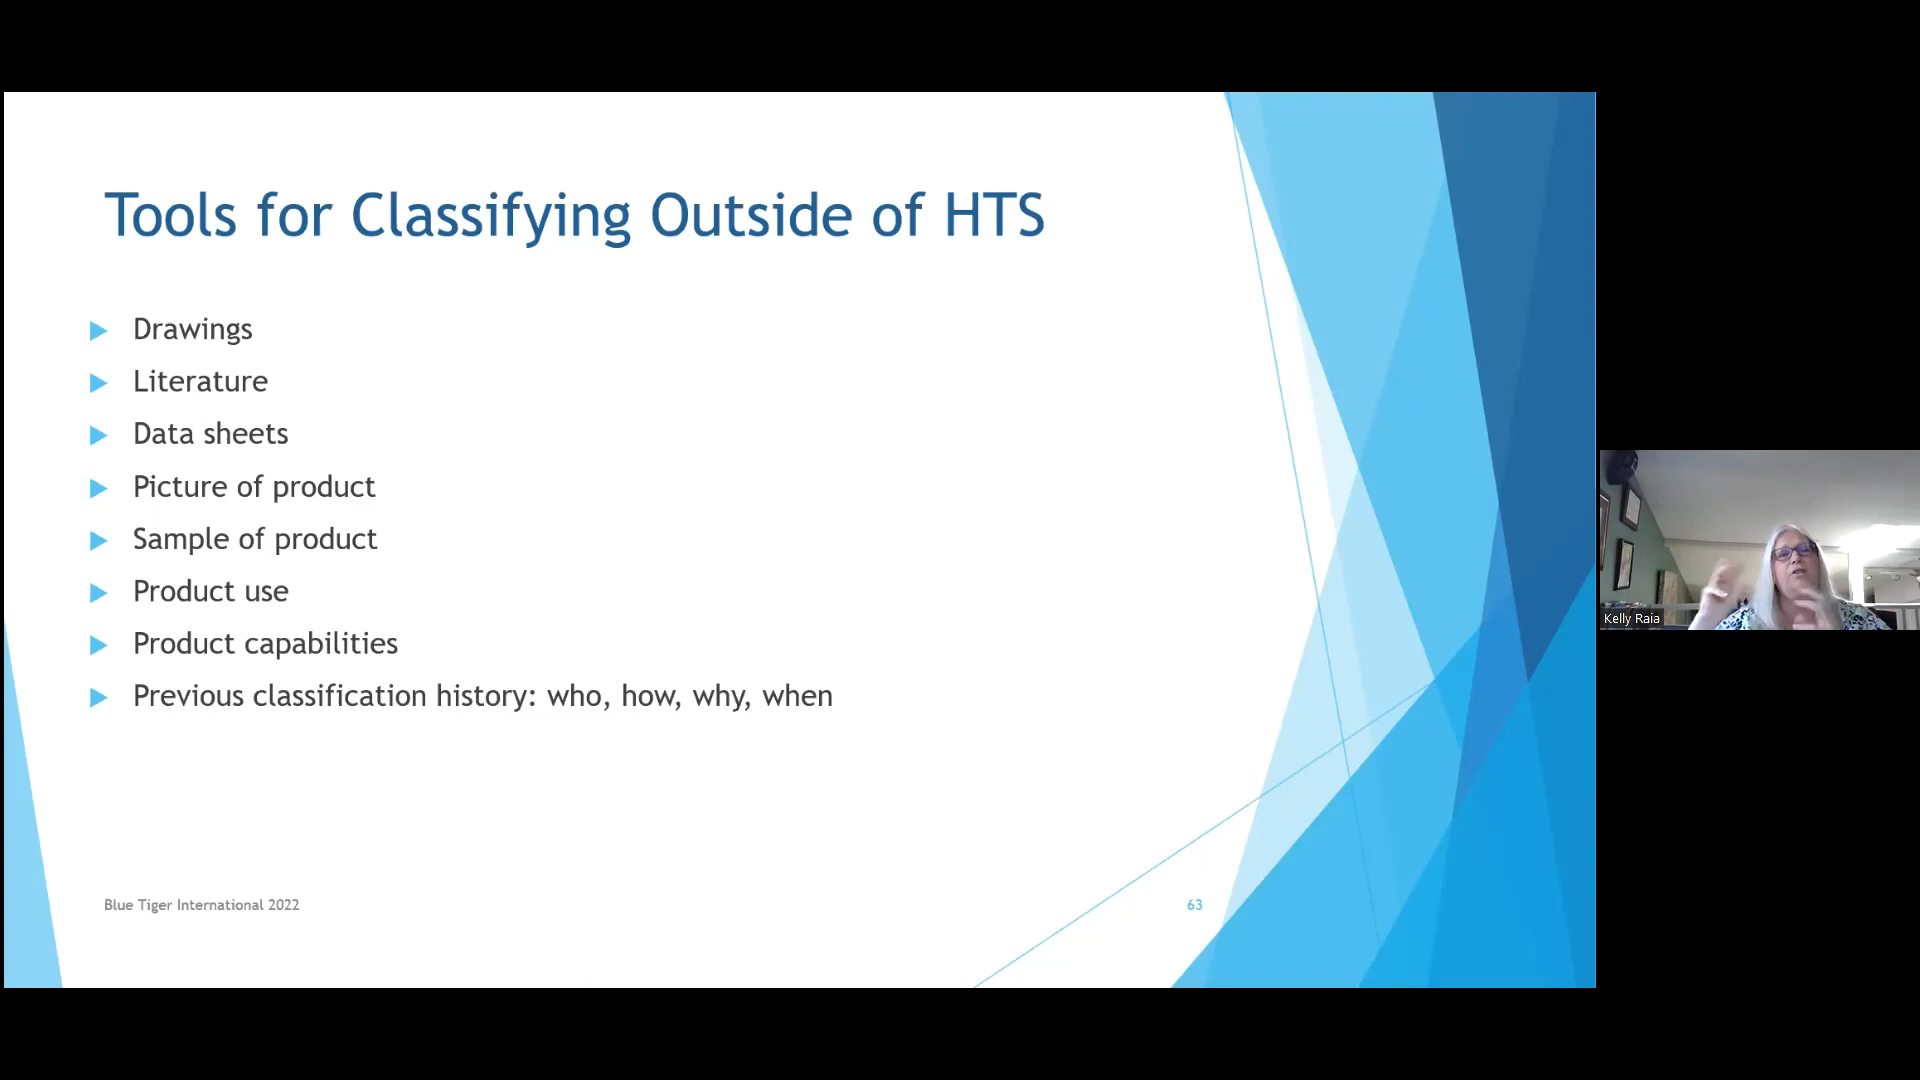 Tools for Classifying Outside of HTS
Drawings
Literature
Data sheets
Picture of product
Sample of product
Product use
Product capabilities
Previous classification history: who, how, why, when
Blue Tiger International 2022
63
Kelly Raia